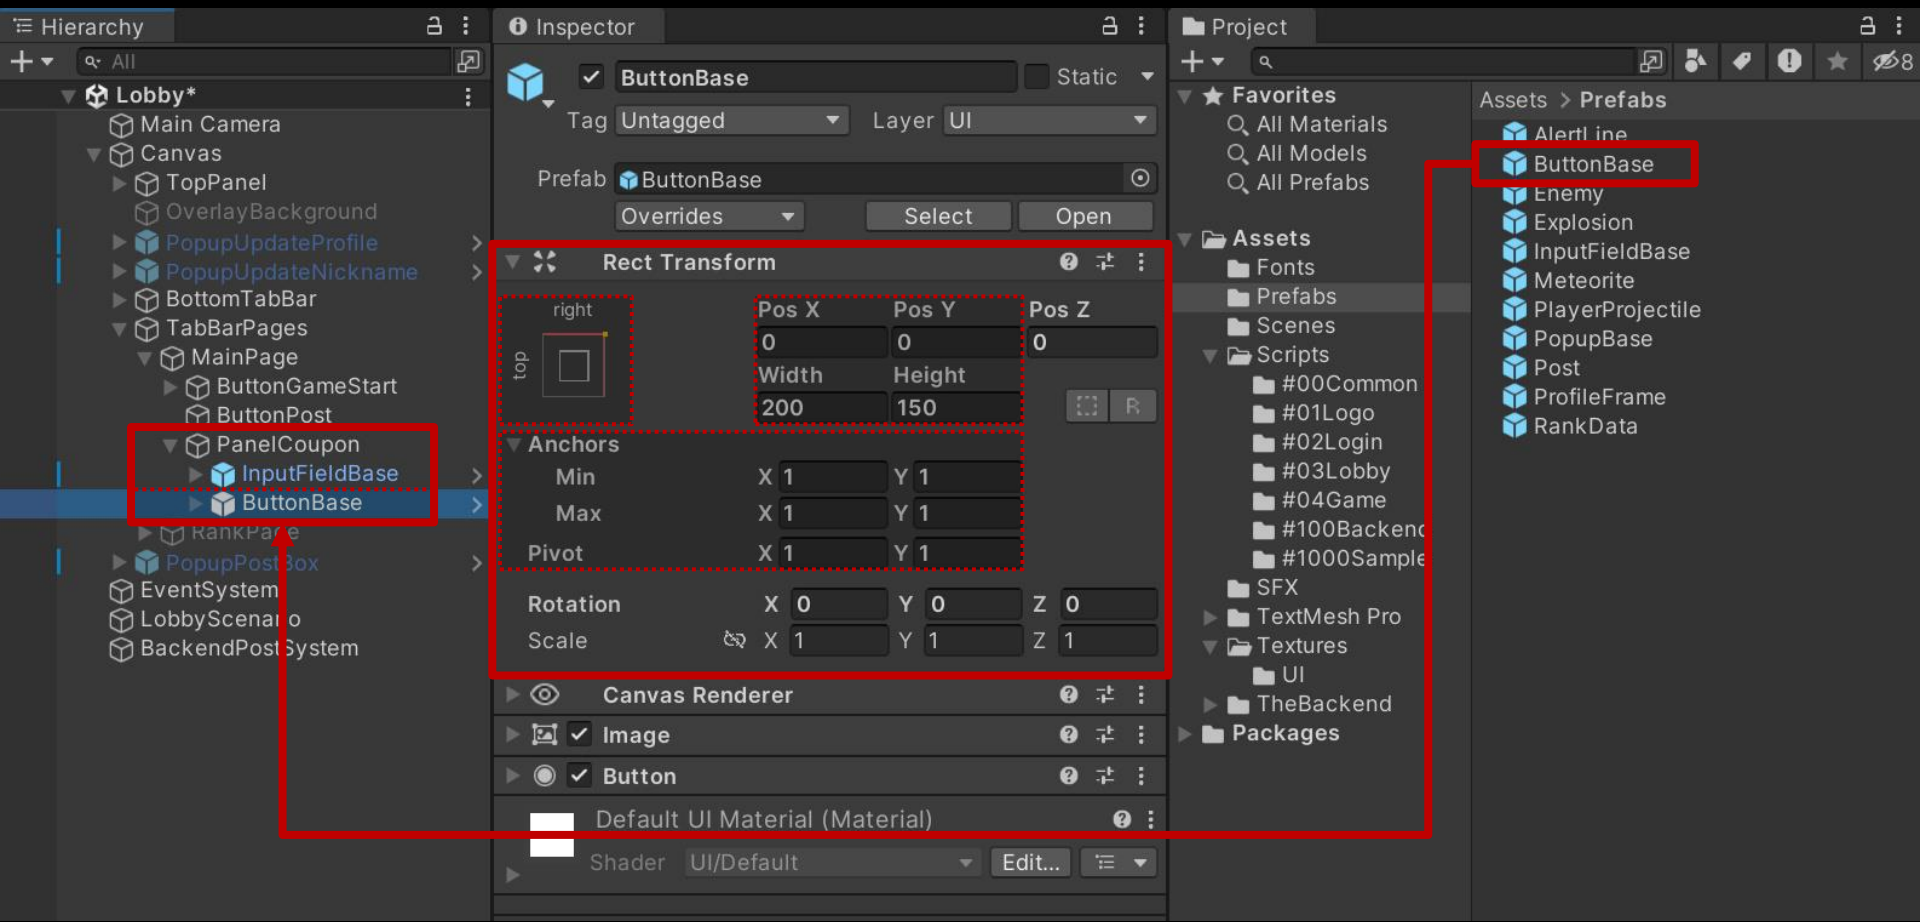 Hierarchy
All
Lobby*
Main Camera
Canvas
TopPanel
OverlayBackground
PopupUpdateProfile
PopupUpdateNickname
BottomTabBar
TabBarPages
MainPage
ButtonGameStart
ButtonPost
PanelCoupon
InputFieldBase
ButtonBase
RankPage
PopupPostBox
EventSystem
LobbyScenario
BackendPostSystem
Inspector
ButtonBase
Static
Tag Untagged
Layer UI
Prefab ButtonBase
Overrides
Select
Open
Rect Transform
right
top
Pos X Pos Y Pos Z
0 0 0
Width Height
200 150
R
Anchors
Min X 1 Y 1
Max X 1 Y 1
Pivot X 1 Y 1
Rotation X 0 Y 0 Z 0
Scale X 1 Y 1 Z 1
Canvas Renderer
Image
Button
Default UI Material (Material)
Shader UI/Default Edit...
Project
8
Favorites
All Materials
All Models
All Prefabs
Assets
Fonts
Prefabs
Scenes
Scripts
#00Common
#01Logo
#02Login
#03Lobby
#04Game
#100Backend
#1000Sample
SFX
TextMesh Pro
Textures
UI
TheBackend
Packages
Assets > Prefabs
AlertLine
ButtonBase
Enemy
Explosion
InputFieldBase
Meteorite
PlayerProjectile
PopupBase
Post
ProfileFrame
RankData